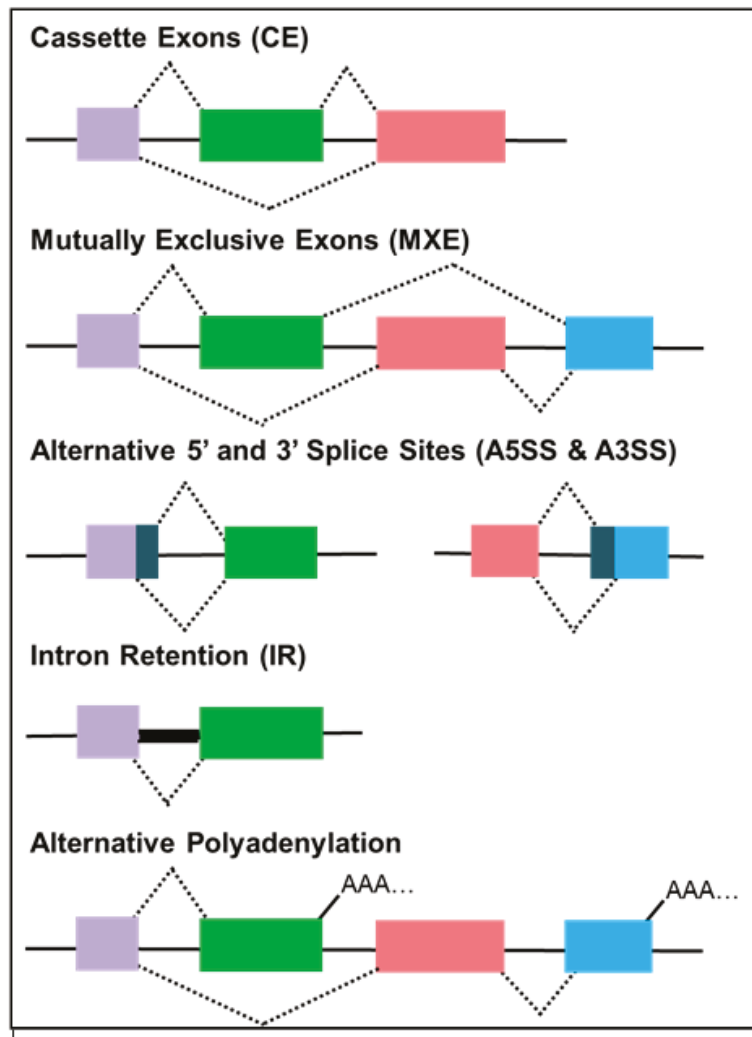 Cassette Exons (CE)
Mutually Exclusive Exons (MXE)
Alternative 5' and 3' Splice Sites (A5SS & A3SS)
Intron Retention (IR)
Alternative Polyadenylation
AAA...
AAA...